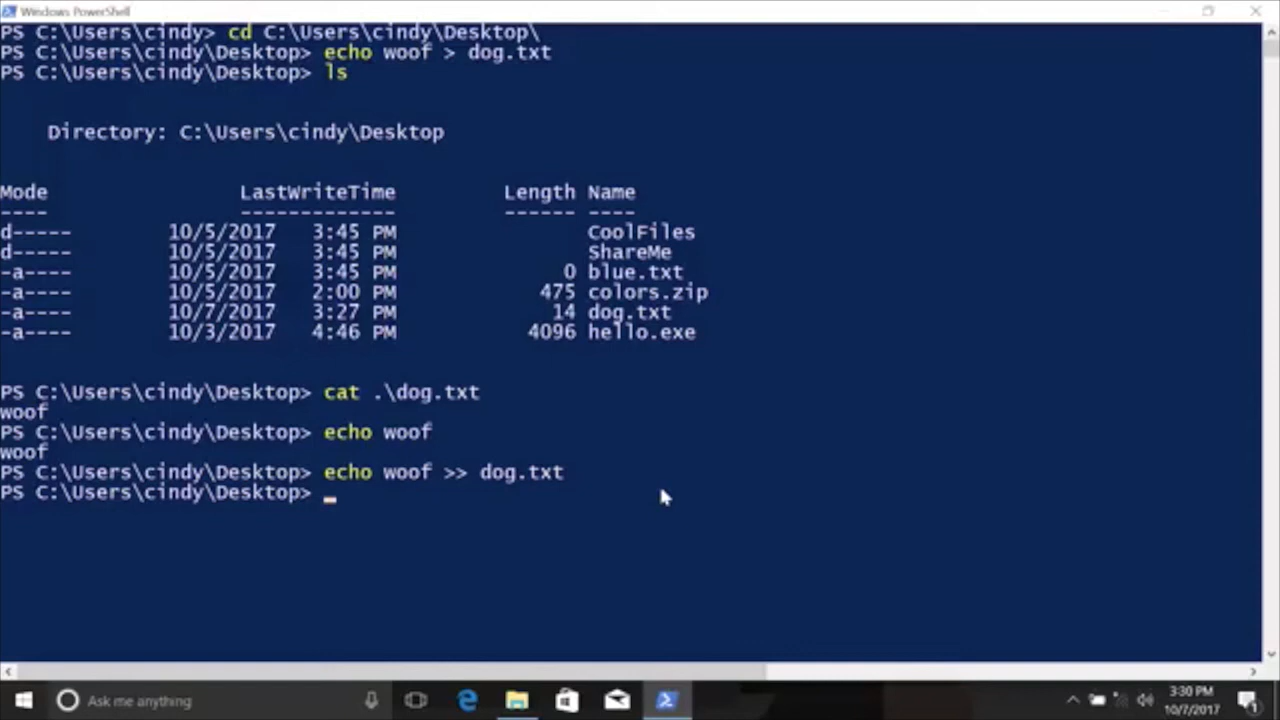 Windows PowerShell
PS C:\Users\cindy> cd C:\Users\cindy\Desktop\
PS C:\Users\cindy\Desktop> echo woof > dog.txt
PS C:\Users\cindy\Desktop> ls
Directory: C:\Users\cindy\Desktop
Mode LastWriteTime Length Name
---- ------------- ------ ----
d----- 10/5/2017 3:45 PM CoolFiles
d----- 10/5/2017 3:45 PM ShareMe
-a---- 10/5/2017 3:45 PM 0 blue.txt
-a---- 10/5/2017 2:00 PM 475 colors.zip
-a---- 10/7/2017 3:27 PM 14 dog.txt
-a---- 10/3/2017 4:46 PM 4096 hello.exe
PS C:\Users\cindy\Desktop> cat .\dog.txt
woof
PS C:\Users\cindy\Desktop> echo woof
woof
PS C:\Users\cindy\Desktop> echo woof >> dog.txt
PS C:\Users\cindy\Desktop>
Ask me anything
3:30 PM
10/7/2017
1